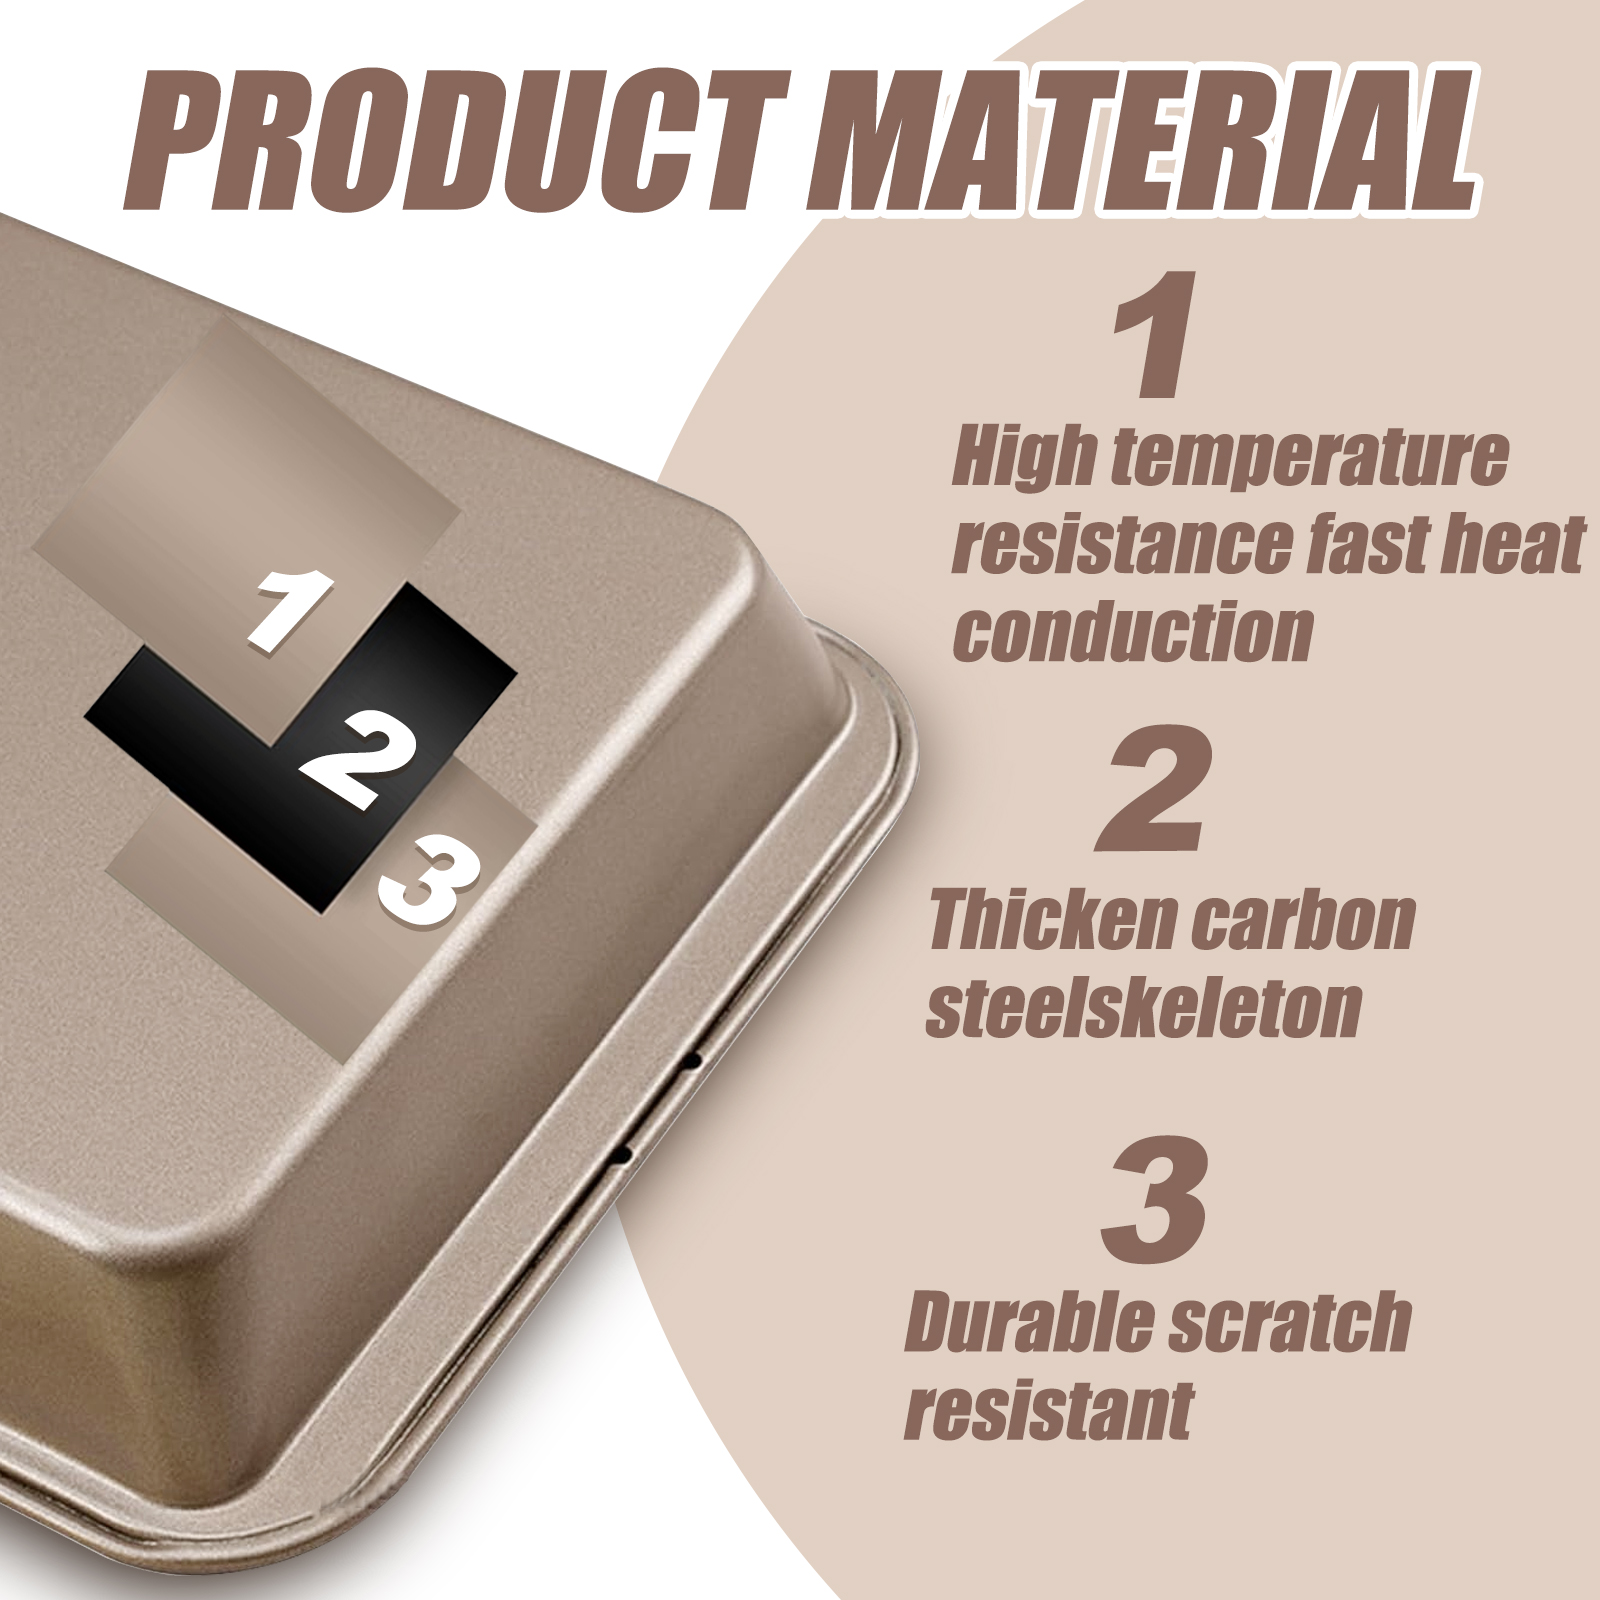 PRODUCT MATERIAL
1
High temperature
resistance fast heat
conduction
2
Thicken carbon
steelskeleton
3
Durable scratch
resistant
1
2
3